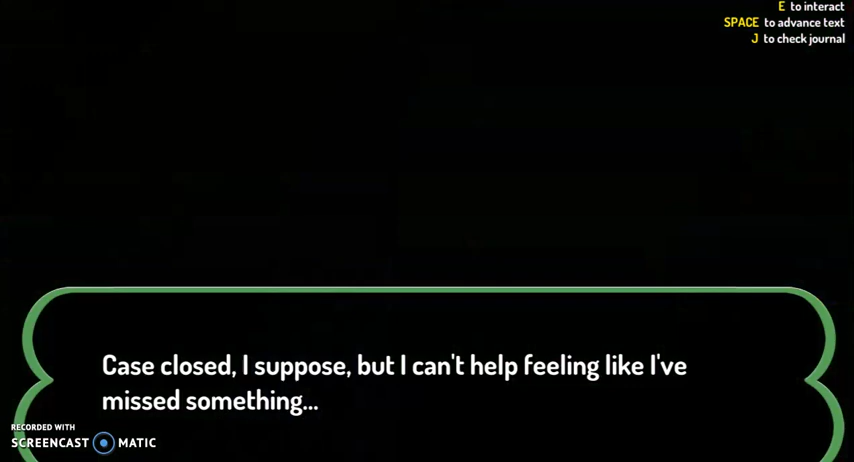 E to interact
SPACE to advance text
J to check journal
Case closed, I suppose, but I can't help feeling like I've
missed something...
RECORDED WITH
SCREENCAST MATIC